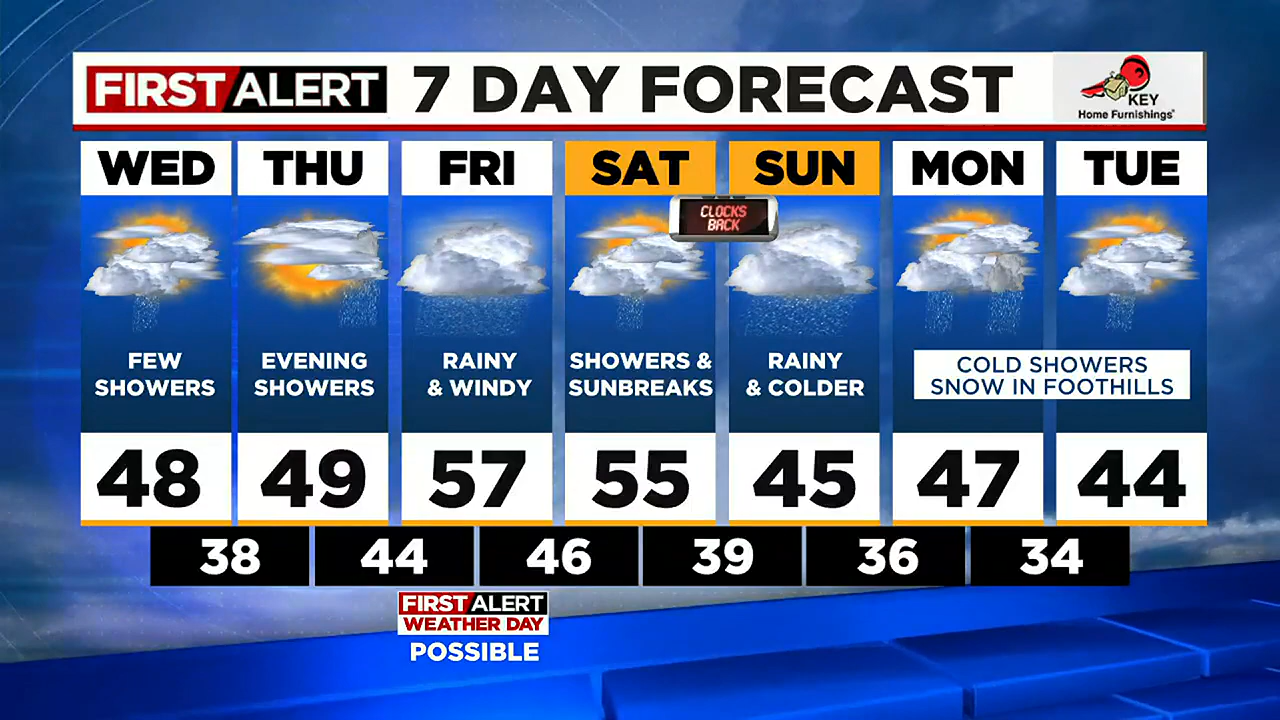 FIRST ALERT 7 DAY FORECAST
KEY
Home Furnishings
WED THU FRI SAT SUN MON TUE
CLOCKS
BACK
FEW
SHOWERS
EVENING
SHOWERS
RAINY
& WINDY
SHOWERS &
SUNBREAKS
RAINY
& COLDER
COLD SHOWERS
SNOW IN FOOTHILLS
48 49 57 55 45 47 44
38 44 46 39 36 34
FIRST ALERT
WEATHER DAY
POSSIBLE